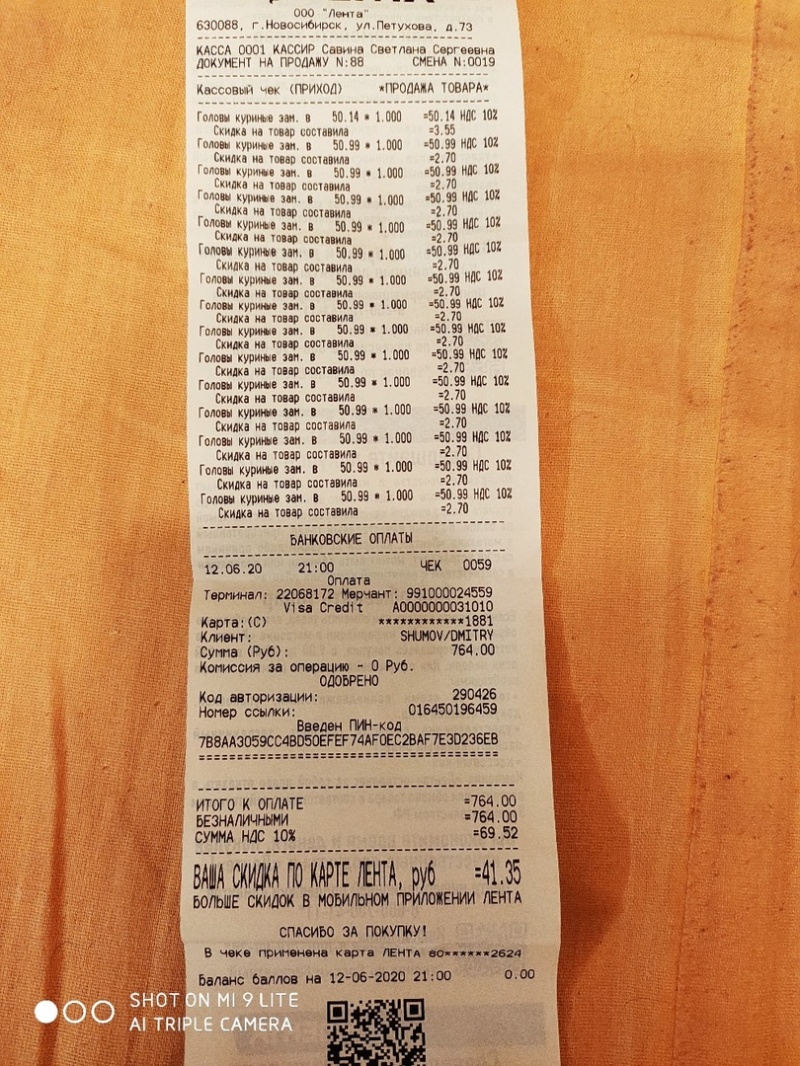 ООО "Лента"
630088, г.Новосибирск, ул.Петухова, д.73
КАССА 0001 КАССИР Савина Светлана Сергеевна
ДОКУМЕНТ НА ПРОДАЖУ N:88 СМЕНА N:0019
Кассовый чек (ПРИХОД) *ПРОДАЖА ТОВАРА*
Головы куриные зам. в 50.14 * 1.000 =50.14 НДС 10%
Скидка на товар составила =3.55
Головы куриные зам. в 50.99 * 1.000 =50.99 НДС 10%
Скидка на товар составила =2.70
Головы куриные зам. в 50.99 * 1.000 =50.99 НДС 10%
Скидка на товар составила =2.70
Головы куриные зам. в 50.99 * 1.000 =50.99 НДС 10%
Скидка на товар составила =2.70
Головы куриные зам. в 50.99 * 1.000 =50.99 НДС 10%
Скидка на товар составила =2.70
Головы куриные зам. в 50.99 * 1.000 =50.99 НДС 10%
Скидка на товар составила =2.70
Головы куриные зам. в 50.99 * 1.000 =50.99 НДС 10%
Скидка на товар составила =2.70
Головы куриные зам. в 50.99 * 1.000 =50.99 НДС 10%
Скидка на товар составила =2.70
Головы куриные зам. в 50.99 * 1.000 =50.99 НДС 10%
Скидка на товар составила =2.70
Головы куриные зам. в 50.99 * 1.000 =50.99 НДС 10%
Скидка на товар составила =2.70
Головы куриные зам. в 50.99 * 1.000 =50.99 НДС 10%
Скидка на товар составила =2.70
Головы куриные зам. в 50.99 * 1.000 =50.99 НДС 10%
Скидка на товар составила =2.70
Головы куриные зам. в 50.99 * 1.000 =50.99 НДС 10%
Скидка на товар составила =2.70
Головы куриные зам. в 50.99 * 1.000 =50.99 НДС 10%
Скидка на товар составила =2.70
Головы куриные зам. в 50.99 * 1.000 =50.99 НДС 10%
Скидка на товар составила =2.70
БАНКОВСКИЕ ОПЛАТЫ
12.06.20 21:00 ЧЕК 0059
Оплата
Терминал: 22068172 Мерчант: 991000024559
Visa Credit A0000000031010
Карта:(C) ************1881
Клиент: SHUMOV/DMITRY
Сумма (Руб): 764.00
Комиссия за операцию - 0 Руб.
ОДОБРЕНО
Код авторизации: 290426
Номер ссылки: 016450196459
Введен ПИН-код
7B8AA3059CC4BD50EFEF74AF0EC2BAF7E3D236EB
========================================
ИТОГО К ОПЛАТЕ =764.00
БЕЗНАЛИЧНЫМИ =764.00
СУММА НДС 10% =69.52
ВАША СКИДКА ПО КАРТЕ ЛЕНТА, руб =41.35
БОЛЬШЕ СКИДОК В МОБИЛЬНОМ ПРИЛОЖЕНИИ ЛЕНТА
СПАСИБО ЗА ПОКУПКУ!
В чеке применена карта ЛЕНТА 80******2624
Баланс баллов на 12-06-2020 21:00 0.00
SHOT ON MI 9 LITE
AI TRIPLE CAMERA